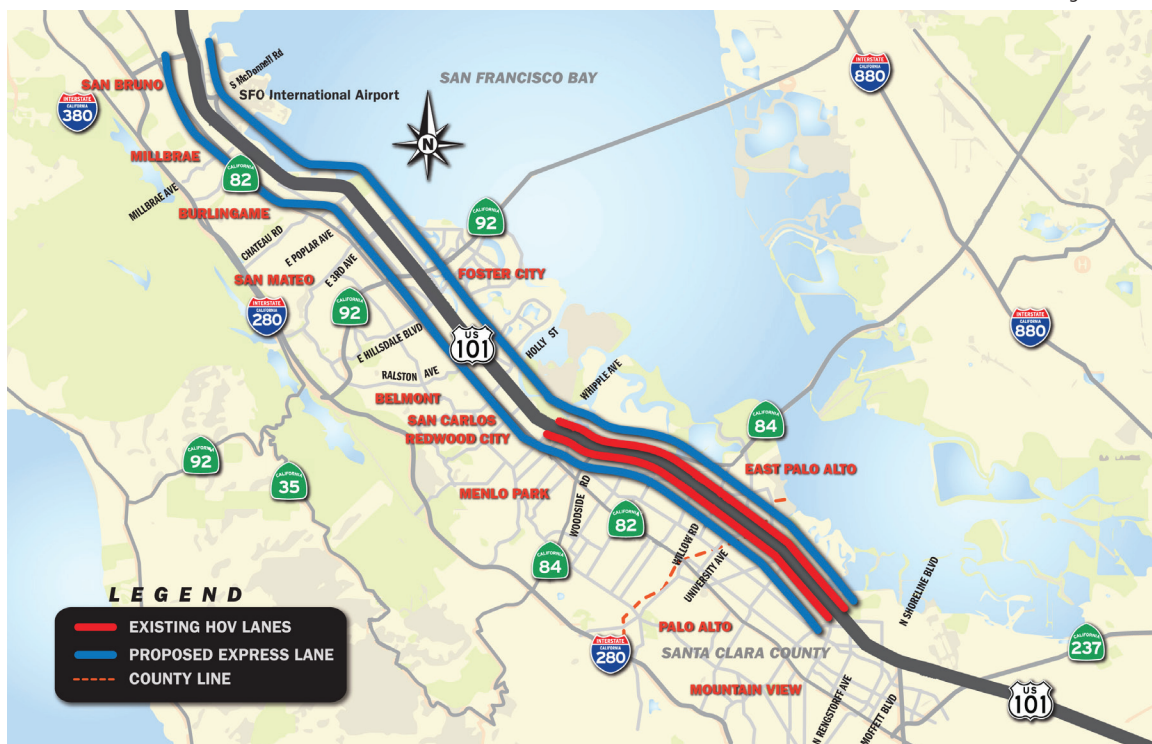 SAN BRUNO
S McDonnell Rd
SFO International Airport
SAN FRANCISCO BAY
INTERSTATE
CALIFORNIA
880
INTERSTATE
CALIFORNIA
380
N
MILLBRAE
CALIFORNIA
82
MILLBRAE AVE
BURLINGAME
CALIFORNIA
92
CHATEAU RD
E POPLAR AVE
E 3RD AVE
SAN MATEO
FOSTER CITY
H
INTERSTATE
CALIFORNIA
280
CALIFORNIA
92
E HILLSDALE BLVD
US
101
HOLLY ST
INTERSTATE
CALIFORNIA
880
RALSTON AVE
WHIPPLE AVE
BELMONT
SAN CARLOS
REDWOOD CITY
CALIFORNIA
84
CALIFORNIA
92
CALIFORNIA
35
EAST PALO ALTO
MENLO PARK
WOODSIDE RD
CALIFORNIA
82
WILLOW RD
UNIVERSITY AVE
CALIFORNIA
84
N SHORELINE BLVD
LEGEND
EXISTING HOV LANES
PROPOSED EXPRESS LANE
COUNTY LINE
PALO ALTO
INTERSTATE
CALIFORNIA
280
SANTA CLARA COUNTY
CALIFORNIA
237
MOUNTAIN VIEW
N RENGSTORFF AVE
MOFFETT BLVD
US
101